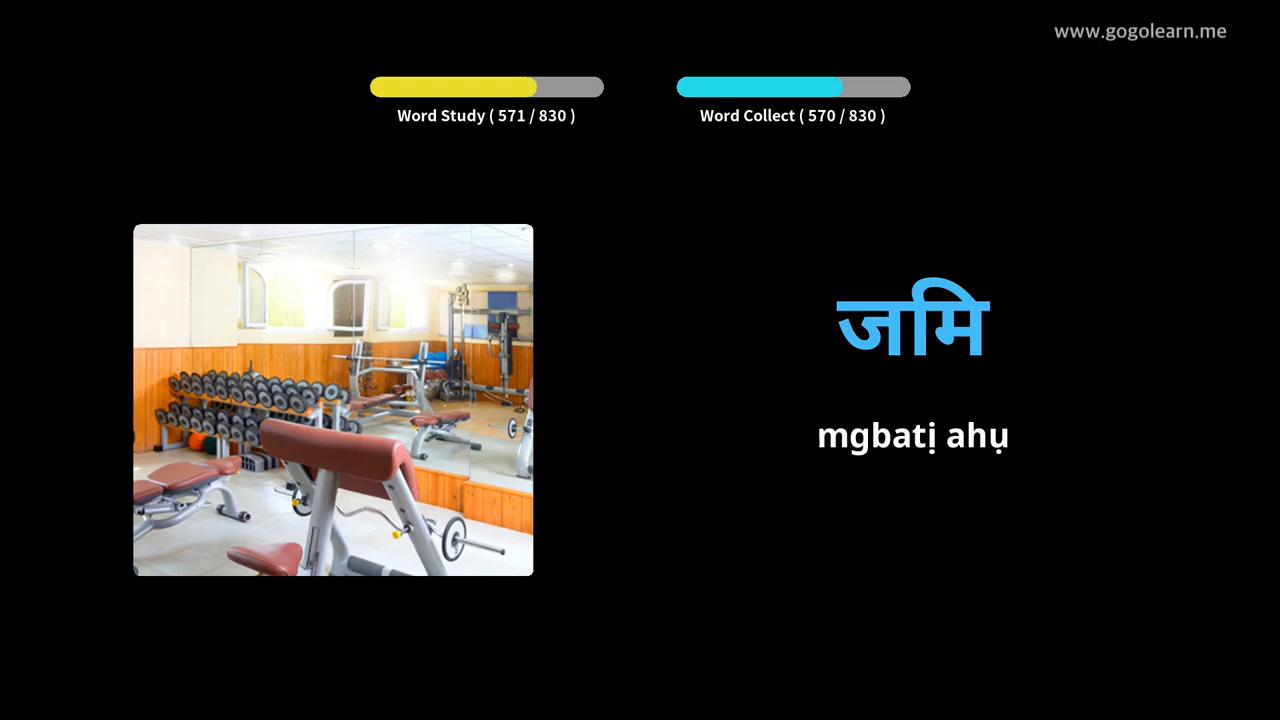 www.gogolearn.me
Word Study ( 571 / 830 )
Word Collect ( 570 / 830 )
जमि
mgbatị ahụ